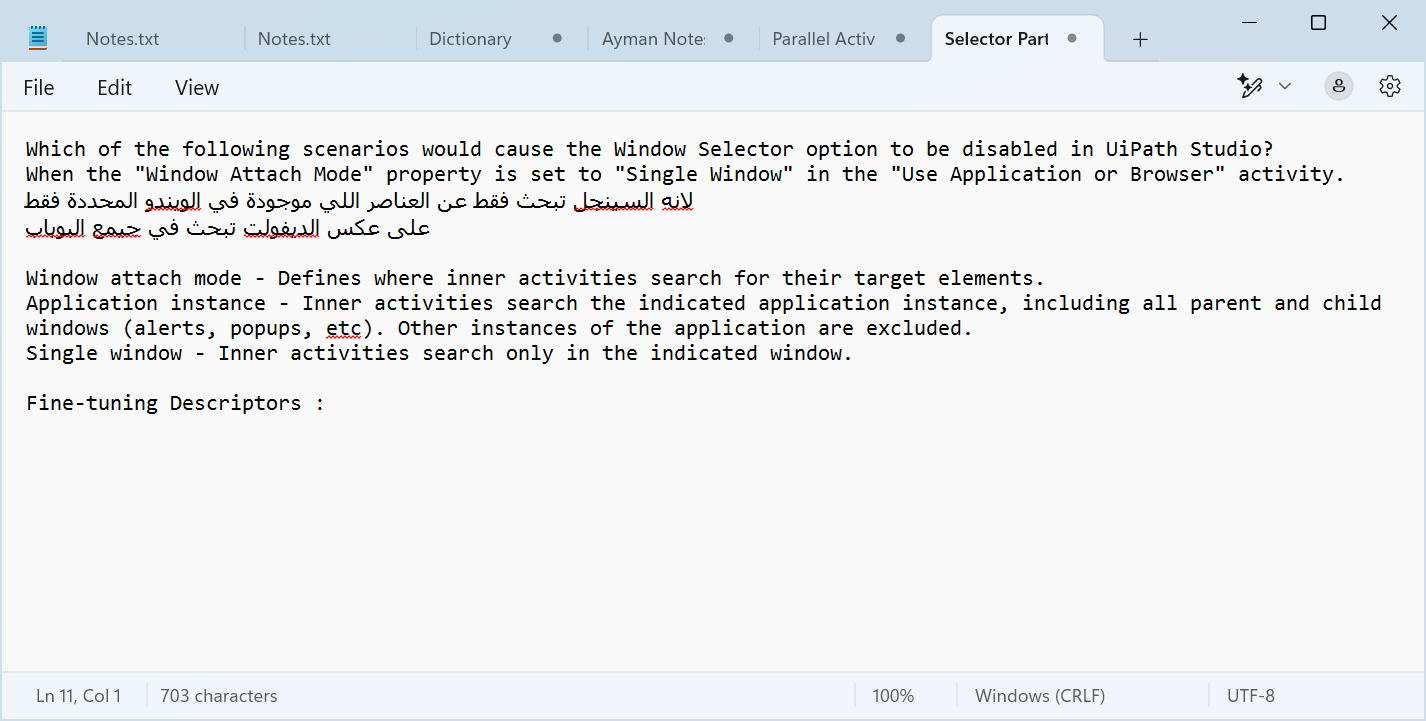 Notes.txt
Notes.txt
Dictionary
Ayman Note
Parallel Activ
Selector Part
File
Edit
View
Which of the following scenarios would cause the Window Selector option to be disabled in UiPath Studio?
When the "Window Attach Mode" property is set to "Single Window" in the "Use Application or Browser" activity.
لانه السينجل تبحث فقط عن العناصر اللي موجودة في الويندو المحددة فقط
على عكس الديفولت تبحث في جيمع البوباب
Window attach mode - Defines where inner activities search for their target elements.
Application instance - Inner activities search the indicated application instance, including all parent and child
windows (alerts, popups, etc). Other instances of the application are excluded.
Single window - Inner activities search only in the indicated window.
Fine-tuning Descriptors :
Ln 11, Col 1
703 characters
100%
Windows (CRLF)
UTF-8